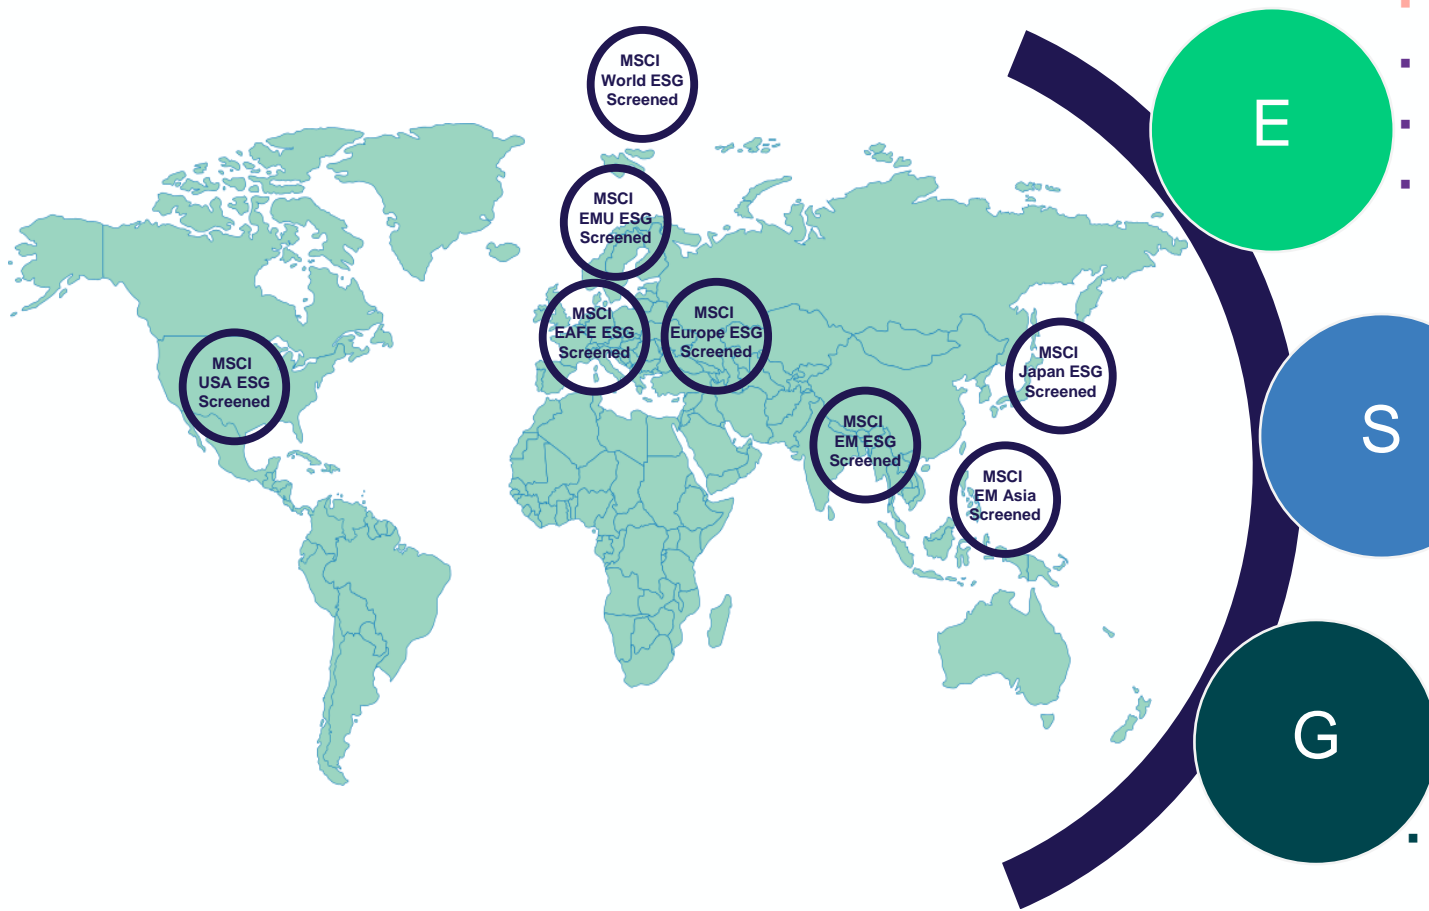 MSCI
World ESG
Screened
MSCI
EMU ESG
Screened
MSCI
EAFE ESG
Screened
MSCI
Europe ESG
Screened
MSCI
USA ESG
Screened
MSCI
Japan ESG
Screened
MSCI
EM ESG
Screened
MSCI
EM Asia
Screened
E
S
G